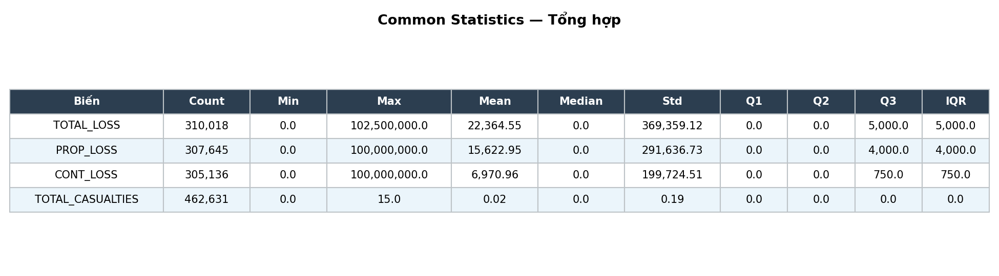 Common Statistics — Tổng hợp
Biến Count Min Max Mean Median Std Q1 Q2 Q3 IQR
TOTAL_LOSS 310,018 0.0 102,500,000.0 22,364.55 0.0 369,359.12 0.0 0.0 5,000.0 5,000.0
PROP_LOSS 307,645 0.0 100,000,000.0 15,622.95 0.0 291,636.73 0.0 0.0 4,000.0 4,000.0
CONT_LOSS 305,136 0.0 100,000,000.0 6,970.96 0.0 199,724.51 0.0 0.0 750.0 750.0
TOTAL_CASUALTIES 462,631 0.0 15.0 0.02 0.0 0.19 0.0 0.0 0.0 0.0